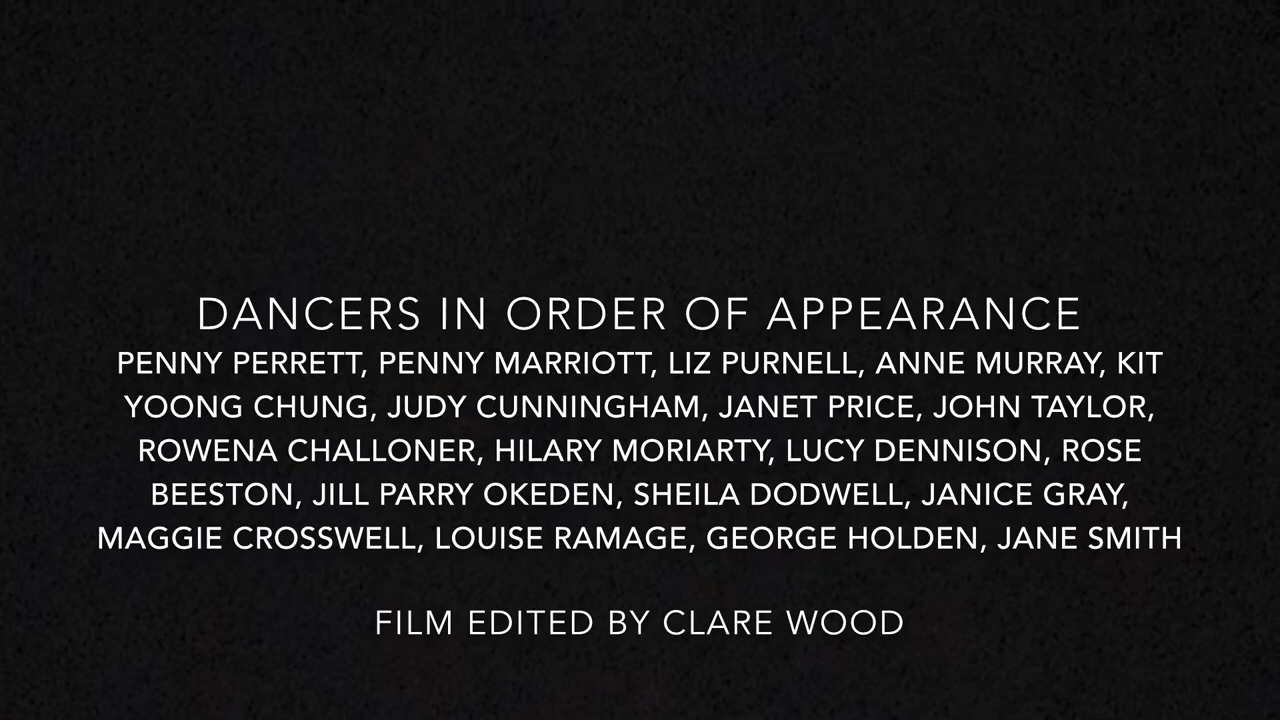 DANCERS IN ORDER OF APPEARANCE
PENNY PERRETT, PENNY MARRIOTT, LIZ PURNELL, ANNE MURRAY, KIT
YOONG CHUNG, JUDY CUNNINGHAM, JANET PRICE, JOHN TAYLOR,
ROWENA CHALLONER, HILARY MORIARTY, LUCY DENNISON, ROSE
BEESTON, JILL PARRY OKEDEN, SHEILA DODWELL, JANICE GRAY,
MAGGIE CROSSWELL, LOUISE RAMAGE, GEORGE HOLDEN, JANE SMITH
FILM EDITED BY CLARE WOOD